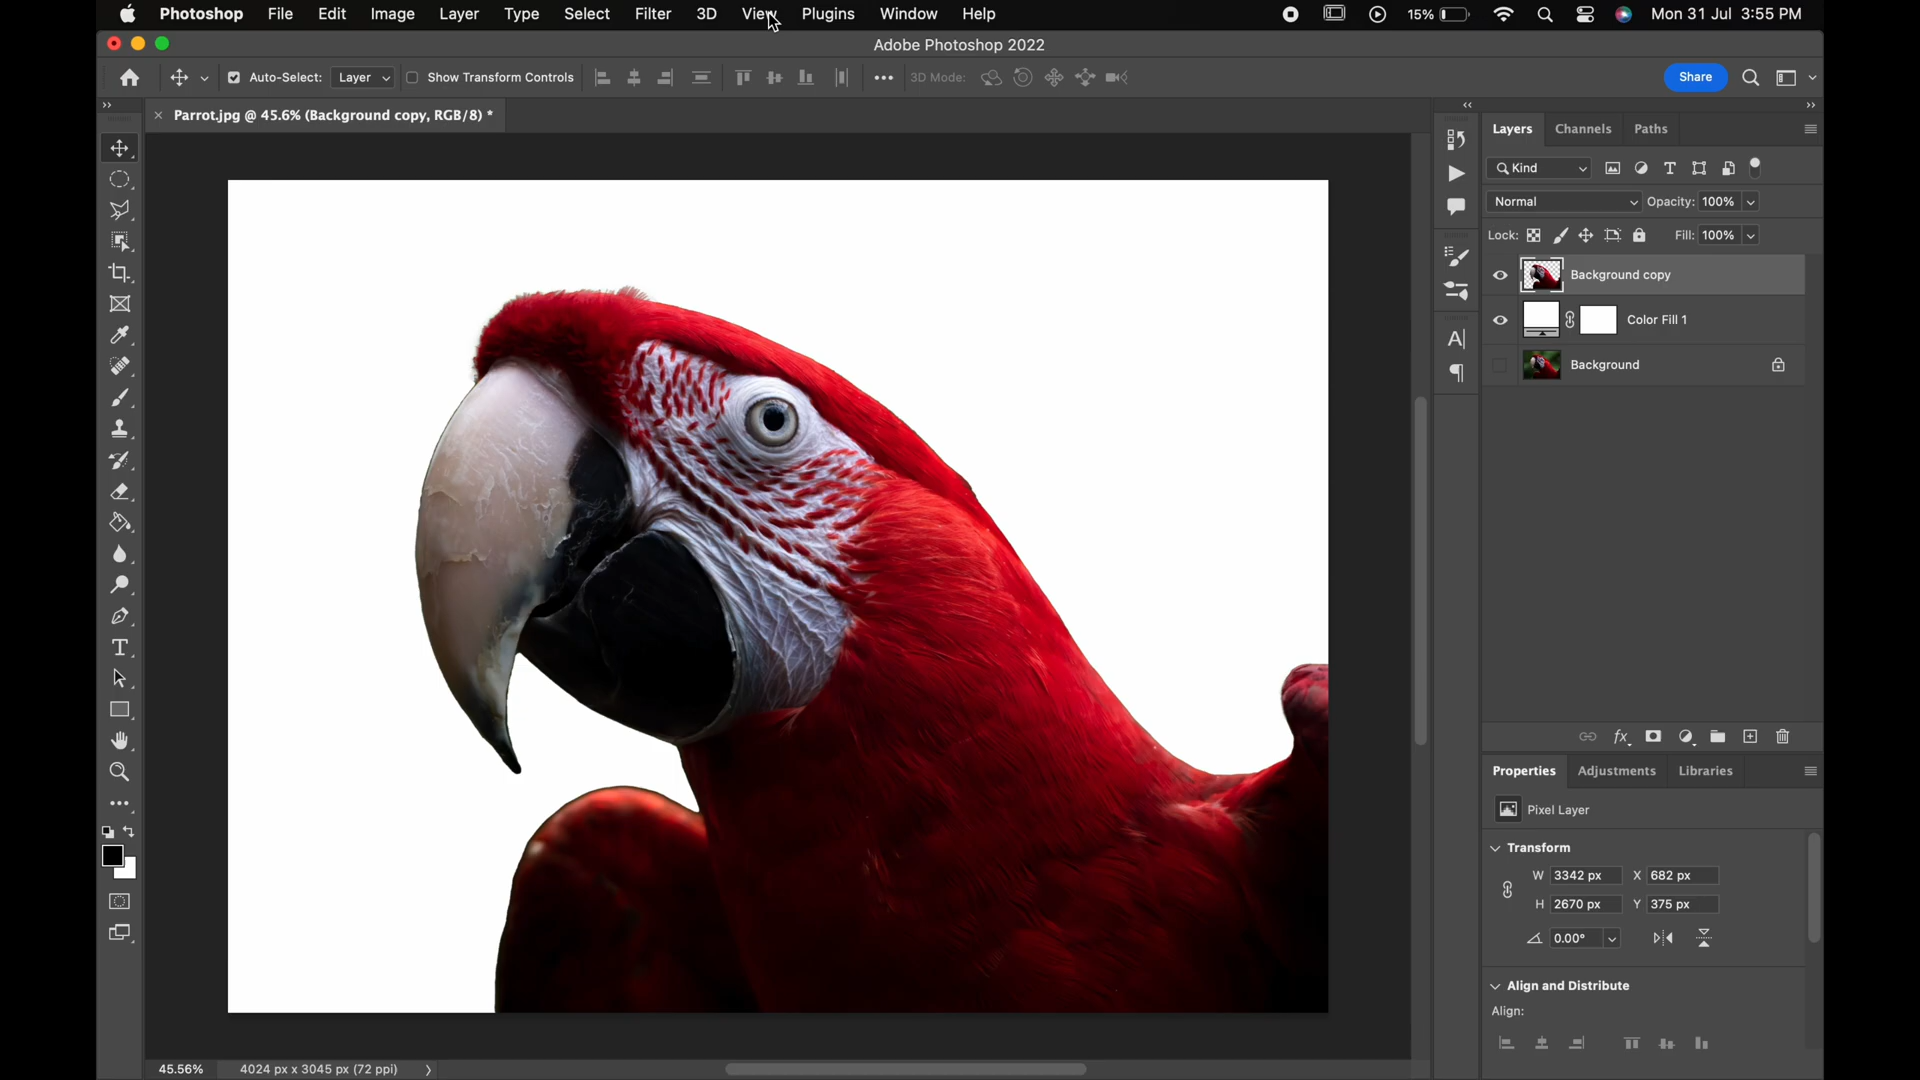 Photoshop File Edit Image Layer Type Select Filter 3D View Plugins Window Help 15% Mon 31 Jul 3:55 PM
Adobe Photoshop 2022
Auto-Select: Layer Show Transform Controls 3D Mode: Share
Parrot.jpg @ 45.6% (Background copy, RGB/8) *
Layers Channels Paths
Kind
Normal Opacity: 100%
Lock: Fill: 100%
Background copy
Color Fill 1
Background
fx
Properties Adjustments Libraries
Pixel Layer
Transform
W 3342 px X 682 px
H 2670 px Y 375 px
0.00°
Align and Distribute
Align:
45.56% 4024 px x 3045 px (72 ppi)